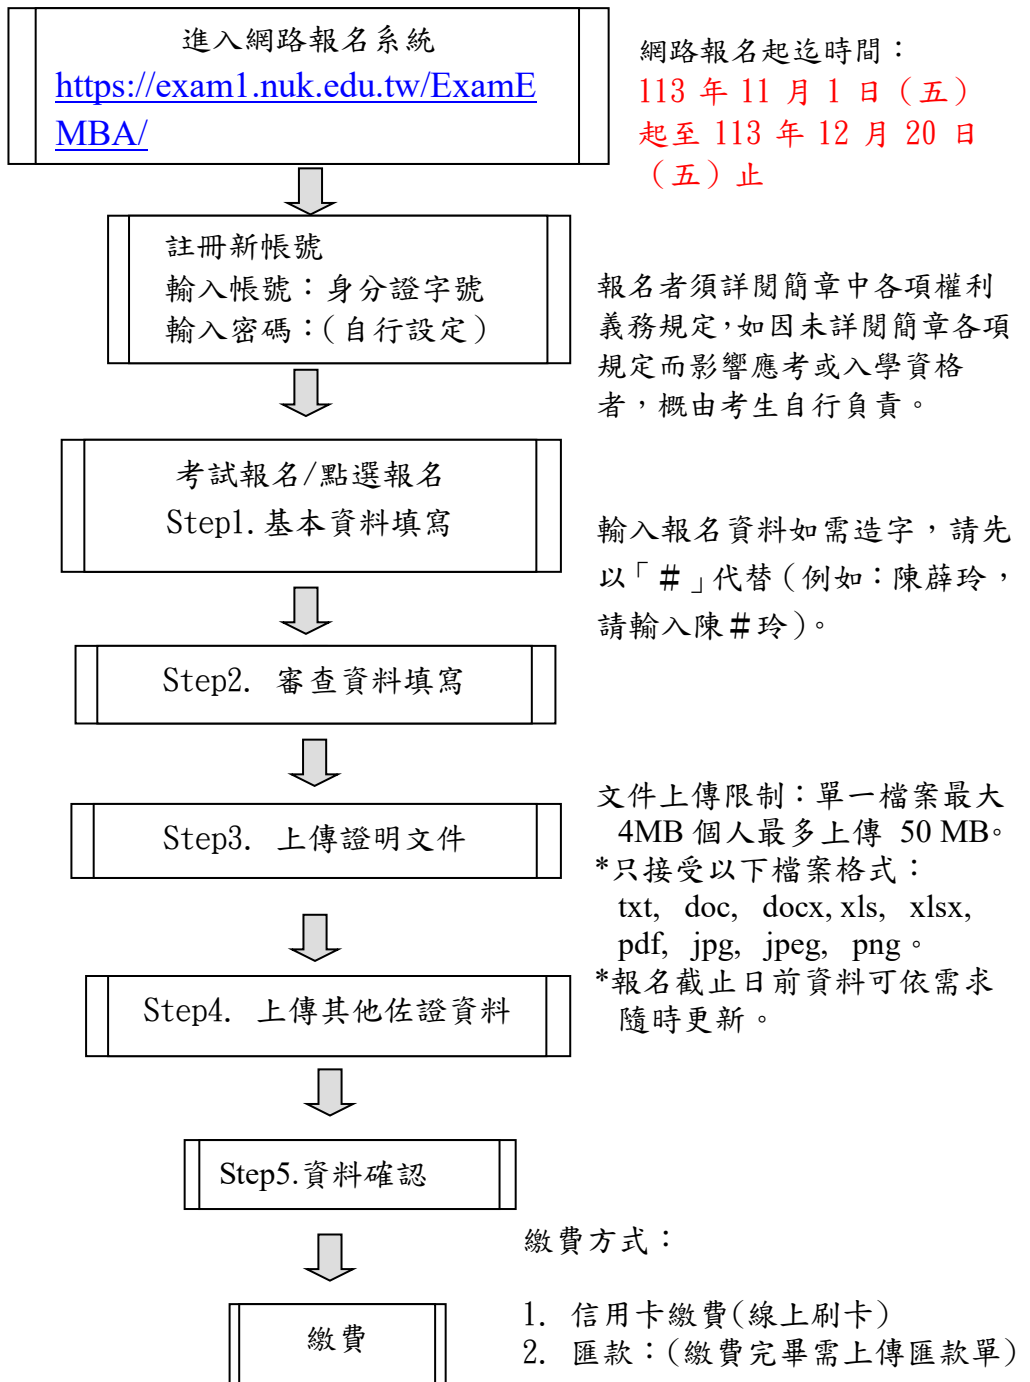 進入網路報名系統
https://exam1.nuk.edu.tw/ExamE
MBA/
網路報名起迄時間：
113 年 11 月 1 日（五）
起至 113 年 12 月 20 日
（五）止
註冊新帳號
輸入帳號：身分證字號
輸入密碼：(自行設定)
報名者須詳閱簡章中各項權利
義務規定，如因未詳閱簡章各項
規定而影響應考或入學資格
者，概由考生自行負責。
考試報名/點選報名
Step1.基本資料填寫
輸入報名資料如需造字，請先
以「＃」代替(例如：陳薜玲，
請輸入陳＃玲)。
Step2. 審查資料填寫
Step3. 上傳證明文件
文件上傳限制：單一檔案最大
4MB 個人最多上傳 50 MB。
*只接受以下檔案格式：
txt, doc, docx, xls, xlsx,
pdf, jpg, jpeg, png。
*報名截止日前資料可依需求
隨時更新。
Step4. 上傳其他佐證資料
Step5.資料確認
繳費方式：
繳費
1. 信用卡繳費(線上刷卡)
2. 匯款：(繳費完畢需上傳匯款單)